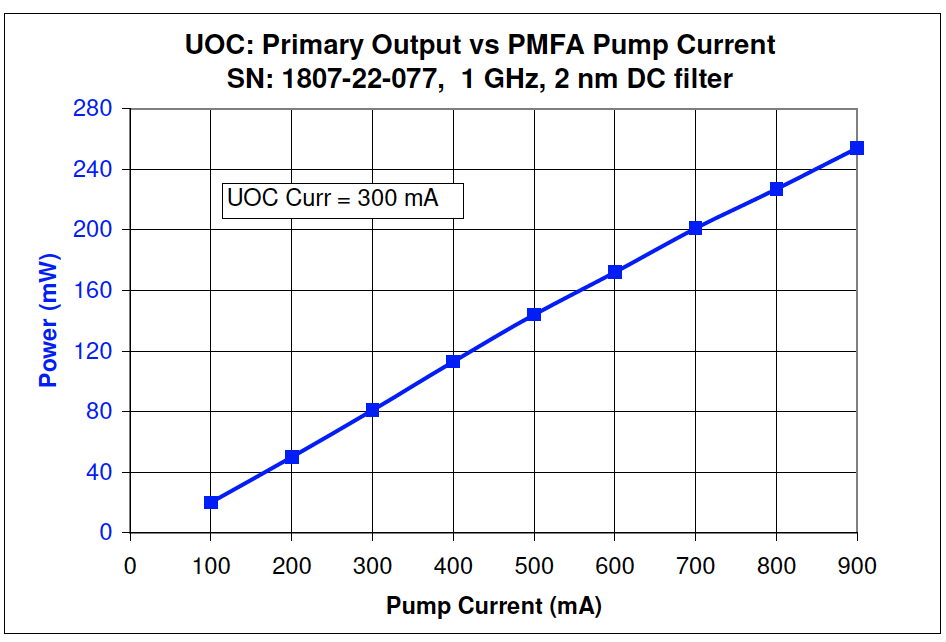 UOC: Primary Output vs PMFA Pump Current
SN: 1807-22-077,  1 GHz, 2 nm DC filter
280
240
200
160
120
80
40
0
UOC Curr = 300 mA
Power (mW)
0 100 200 300 400 500 600 700 800 900
Pump Current (mA)